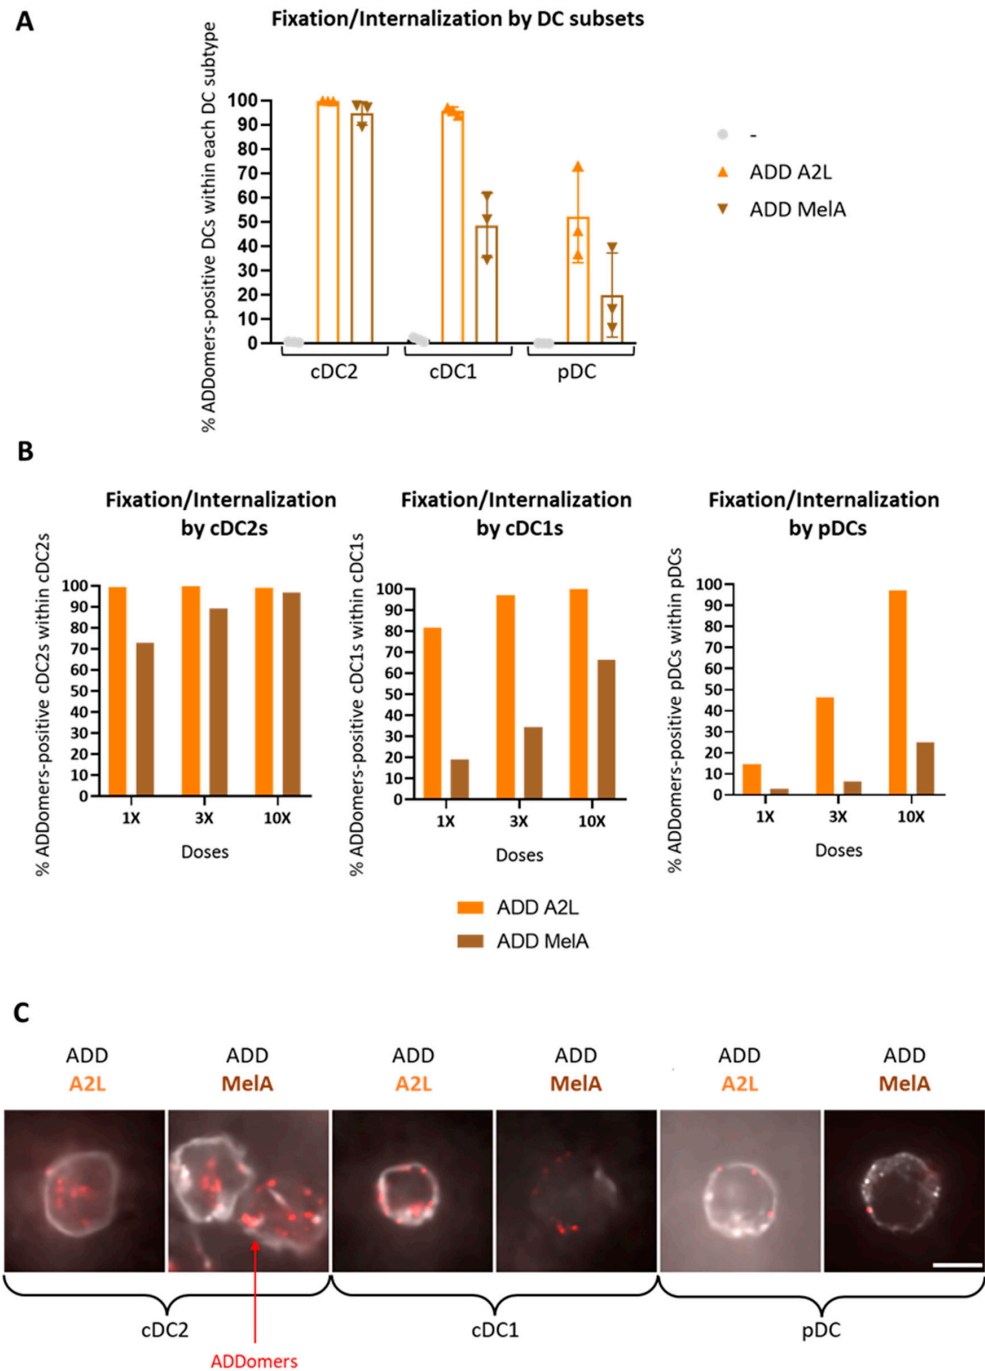 A
Fixation/Internalization by DC subsets
% ADDomers-positive DCs within each DC subtype
100
90
80
70
60
50
40
30
20
10
0
cDC2
cDC1
pDC
-
ADD A2L
ADD MelA
B
Fixation/Internalization
by cDC2s
% ADDomers-positive cDC2s within cDC2s
100
90
80
70
60
50
40
30
20
10
0
1X
3X
10X
Doses
Fixation/Internalization
by cDC1s
% ADDomers-positive cDC1s within cDC1s
100
90
80
70
60
50
40
30
20
10
0
1X
3X
10X
Doses
Fixation/Internalization
by pDCs
% ADDomers-positive pDCs within pDCs
100
90
80
70
60
50
40
30
20
10
0
1X
3X
10X
Doses
ADD A2L
ADD MelA
C
ADD
A2L
ADD
MelA
ADD
A2L
ADD
MelA
ADD
A2L
ADD
MelA
cDC2
cDC1
pDC
ADDomers